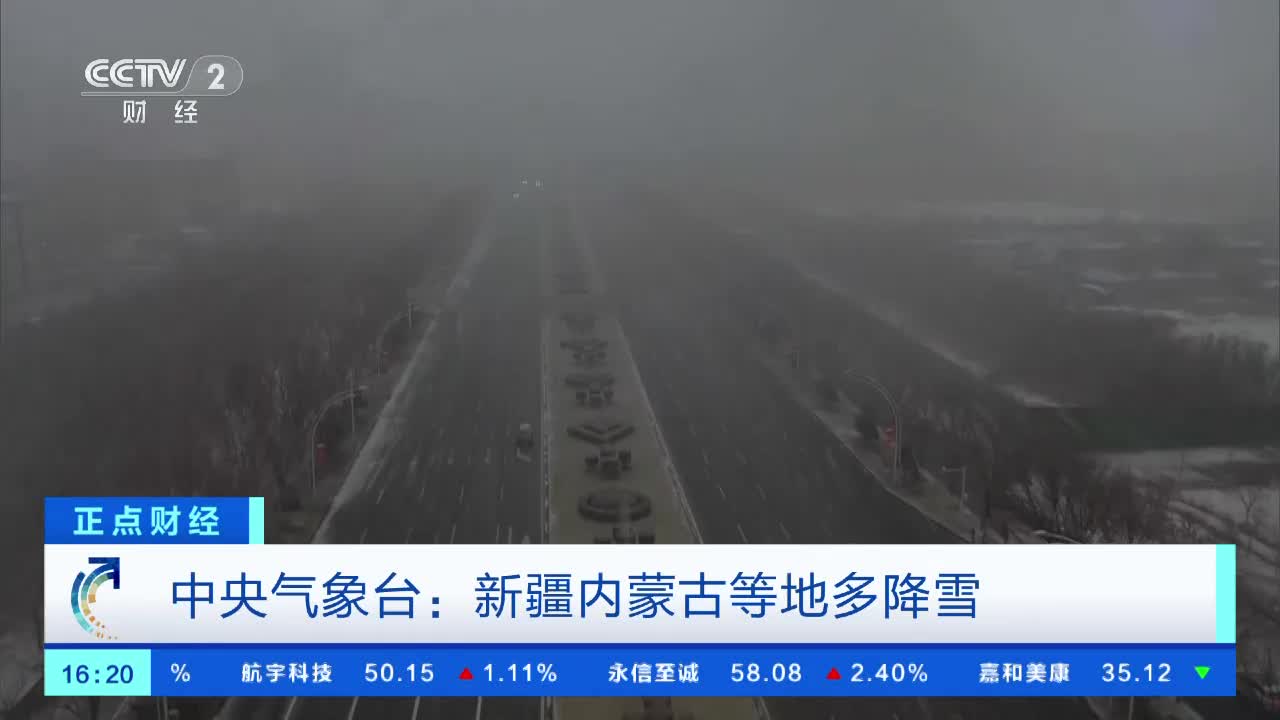 CCTV 2
财 经
正点财经
中央气象台：新疆内蒙古等地多降雪
16:20 % 航宇科技 50.15 ▲ 1.11% 永信至诚 58.08 ▲ 2.40% 嘉和美康 35.12 ▼